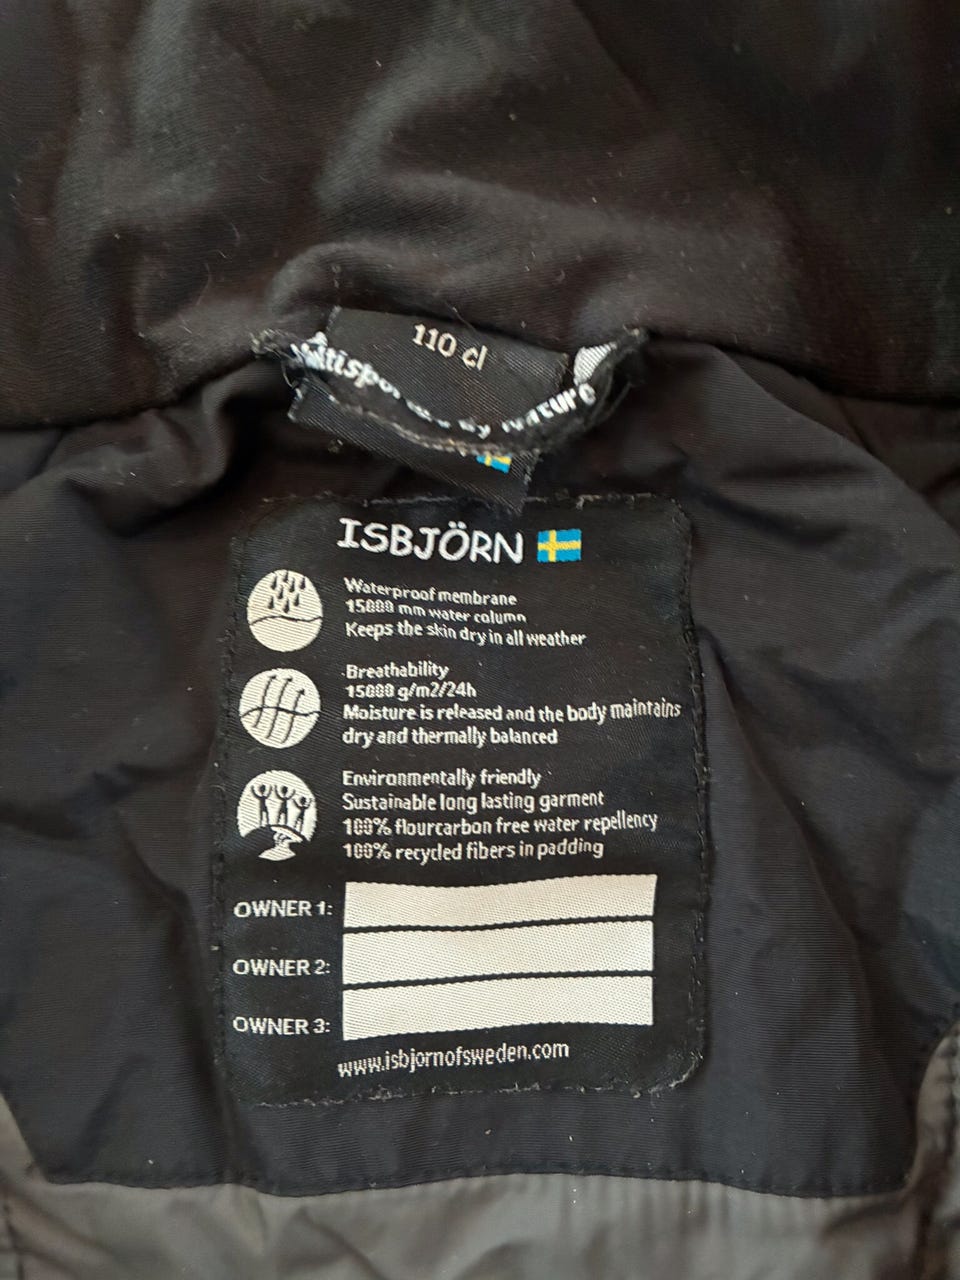 110 cl
by Nature
ISBJÖRN
Waterproof membrane
15000 mm water column
Keeps the skin dry in all weather
Breathability
15000 g/m2/24h
Moisture is released and the body maintains
dry and thermally balanced
Environmentally friendly
Sustainable long lasting garment
100% flourcarbon free water repellency
100% recycled fibers in padding
OWNER 1:
OWNER 2:
OWNER 3:
www.isbjornofsweden.com